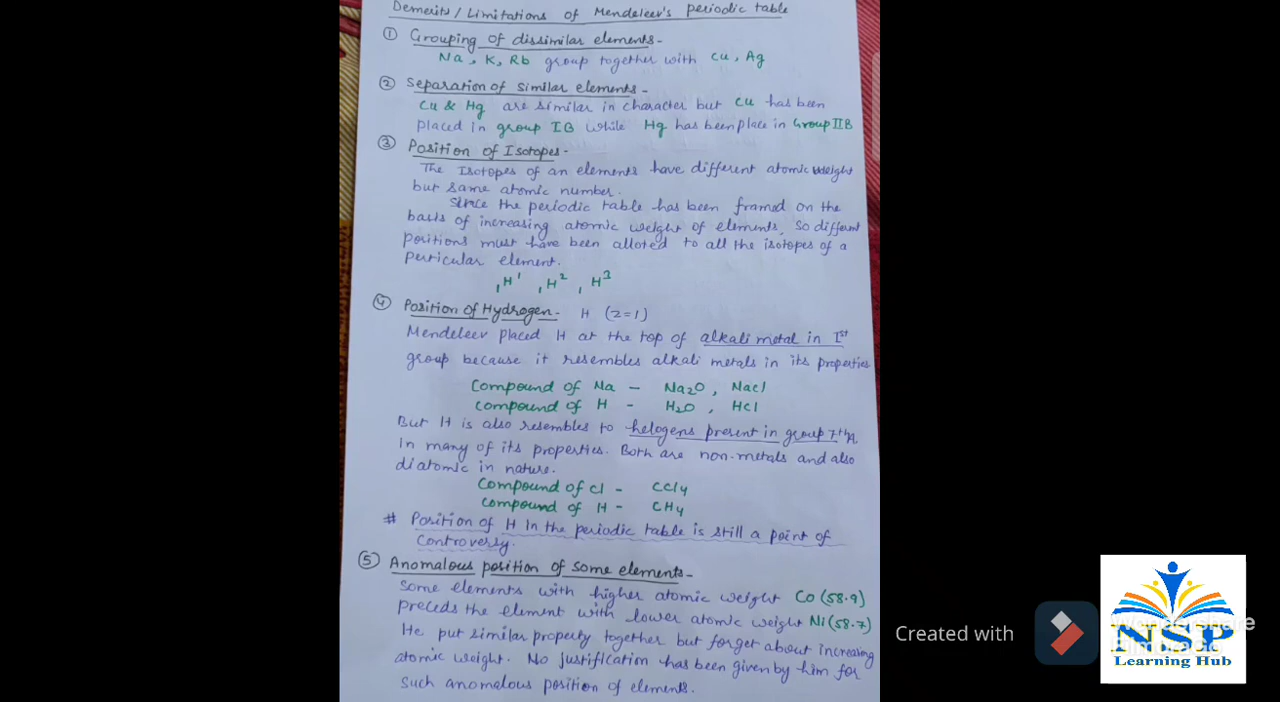 Demerits/Limitations of Mendeleev's periodic table
① Grouping of dissimilar elements-
Na, K, Rb group together with Cu, Ag
② Separation of similar elements-
Cu & Hg are similar in character but Cu has been
placed in group IB while Hg has been place in Group IIB
③ Position of Isotopes-
The Isotopes of an elements have different atomic weight
but same atomic number.
Since the periodic table has been framed on the
basis of increasing atomic weight of elements, so different
positions must have been alloted to all the isotopes of a
perticular element.
₁H¹, ₁H², ₁H³
④ Position of Hydrogen- H (Z=1)
Mendeleev placed H at the top of alkali metal in Iˢᵗ
group because it resembles alkali metals in its properties
Compound of Na - Na₂O, NaCl
Compound of H - H₂O, HCl
But H is also resembles to helogens present in group 7ᵗʰA
in many of its properties. Both are non-metals and also
diatomic in nature.
Compound of Cl - CCl₄
Compound of H - CH₄
# Position of H in the periodic table is still a point of
controversy.
⑤ Anomalous position of some elements-
Some elements with higher atomic weight Co (58.9)
preceds the element with lower atomic weight Ni (58.7)
He put similar property together but forget about increasing
atomic weight. No justification has been given by him for
such anomalous position of elements.
Created with
Wondershare
NSP
Learning Hub